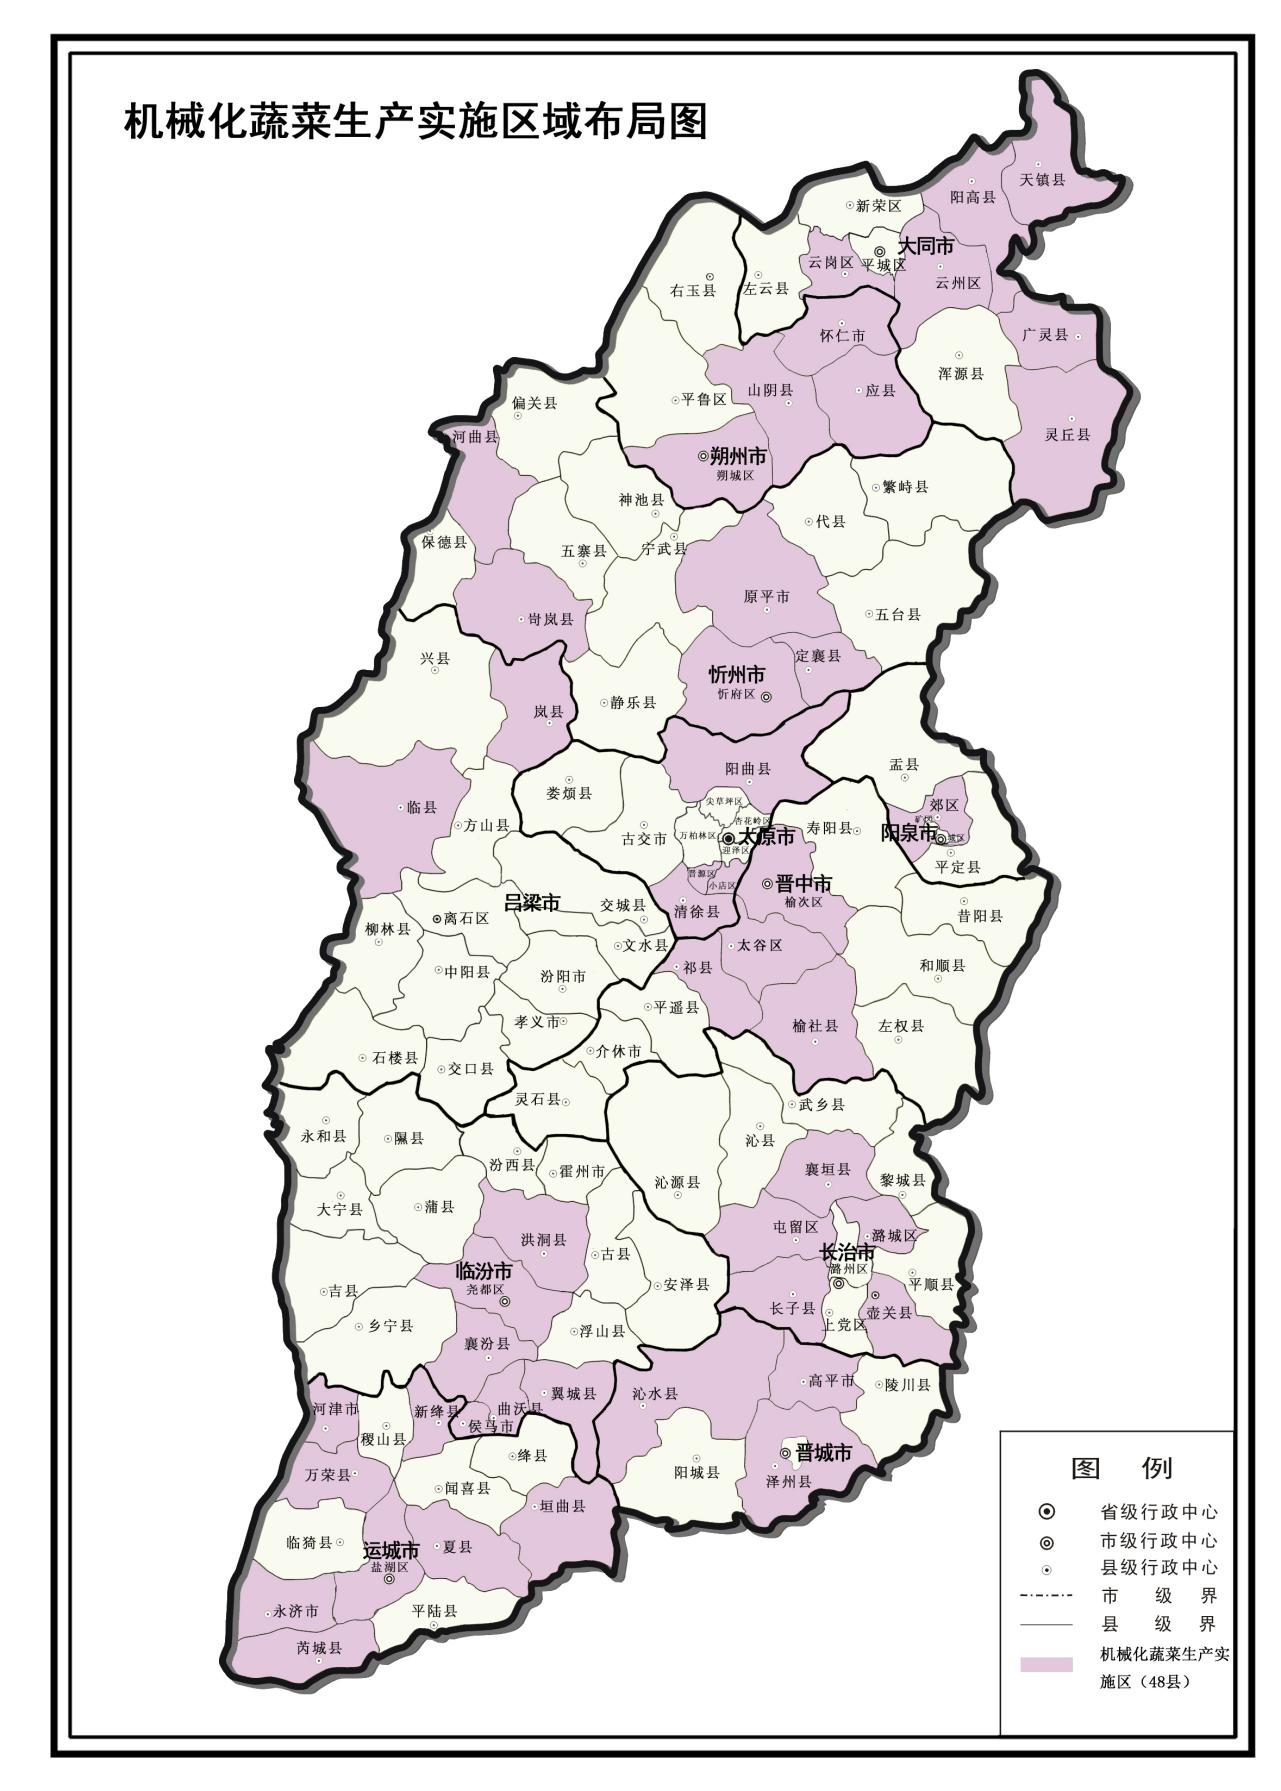 机械化蔬菜生产实施区域布局图
天镇县
阳高县
新荣区
大同市
云岗区
平城区
云州区
右玉县
左云县
怀仁市
广灵县
浑源县
山阴县
应县
平鲁区
偏关县
河曲县
灵丘县
朔州市
朔城区
繁峙县
神池县
代县
保德县
五寨县
宁武县
原平市
岢岚县
五台县
兴县
定襄县
忻州市
忻府区
静乐县
岚县
阳曲县
盂县
娄烦县
尖草坪区
郊区
临县
杏花岭区
矿区
方山县
古交市
万柏林区
太原市
寿阳县
阳泉市
城区
迎泽区
平定县
晋源区
小店区
晋中市
榆次区
吕梁市
交城县
清徐县
昔阳县
离石区
柳林县
文水县
太谷区
祁县
和顺县
中阳县
汾阳市
平遥县
孝义市
榆社县
左权县
石楼县
介休市
交口县
灵石县
武乡县
永和县
隰县
沁县
汾西县
霍州市
襄垣县
沁源县
黎城县
大宁县
蒲县
屯留区
潞城区
洪洞县
长治市
古县
潞州区
临汾市
尧都区
安泽县
平顺县
吉县
长子县
壶关县
乡宁县
浮山县
上党区
襄汾县
高平市
陵川县
翼城县
沁水县
河津市
新绛县
曲沃县
侯马市
稷山县
绛县
晋城市
万荣县
阳城县
泽州县
闻喜县
垣曲县
临猗县
运城市
盐湖区
夏县
永济市
平陆县
芮城县
图 例
省级行政中心
市级行政中心
县级行政中心
市 级 界
县 级 界
机械化蔬菜生产实
施区（48县）